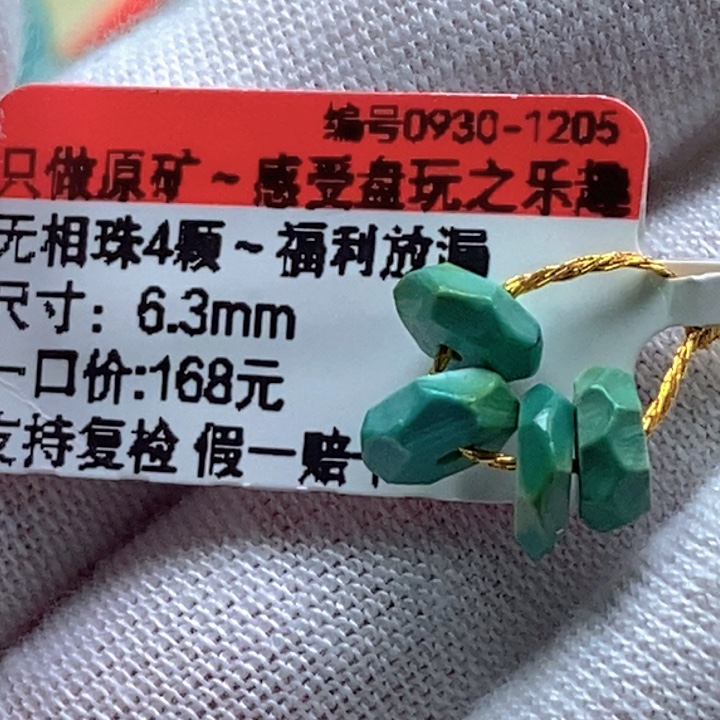 编号0930-1205
只做原矿~感受盘玩之乐趣
无相珠4颗~福利放漏
尺寸：6.3mm
一口价:168元
支持复检 假一赔